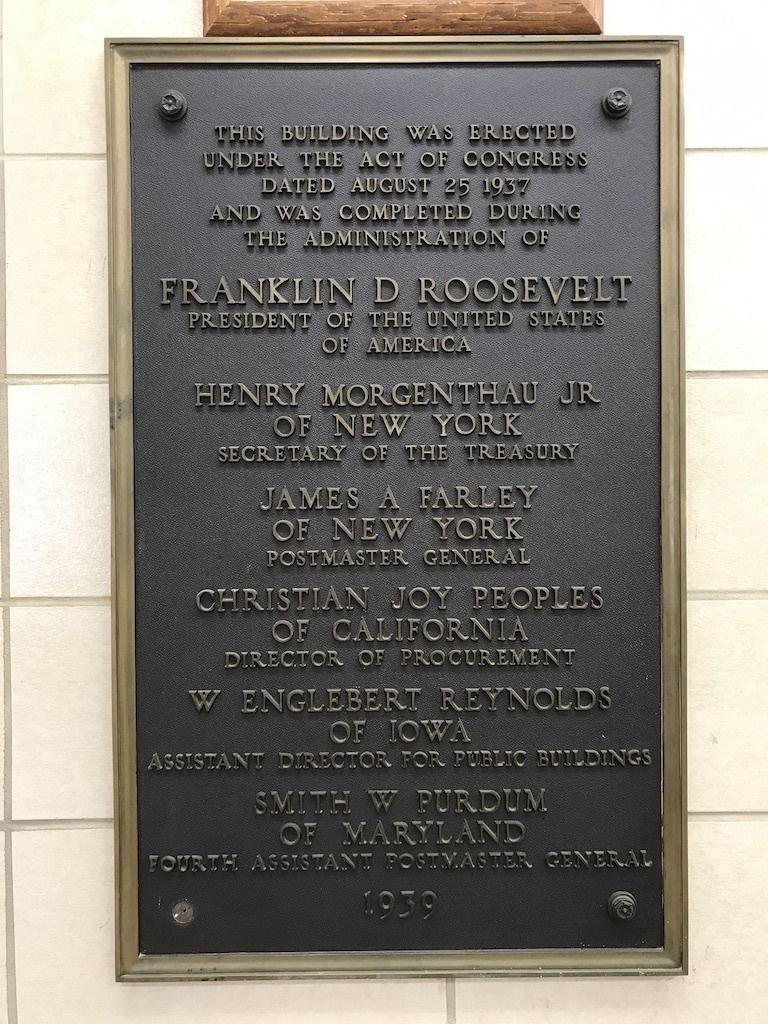 THIS BUILDING WAS ERECTED
UNDER THE ACT OF CONGRESS
DATED AUGUST 25 1937
AND WAS COMPLETED DURING
THE ADMINISTRATION OF
FRANKLIN D ROOSEVELT
PRESIDENT OF THE UNITED STATES
OF AMERICA
HENRY MORGENTHAU JR
OF NEW YORK
SECRETARY OF THE TREASURY
JAMES A FARLEY
OF NEW YORK
POSTMASTER GENERAL
CHRISTIAN JOY PEOPLES
OF CALIFORNIA
DIRECTOR OF PROCUREMENT
W ENGLEBERT REYNOLDS
OF IOWA
ASSISTANT DIRECTOR FOR PUBLIC BUILDINGS
SMITH W PURDUM
OF MARYLAND
FOURTH ASSISTANT POSTMASTER GENERAL
1939